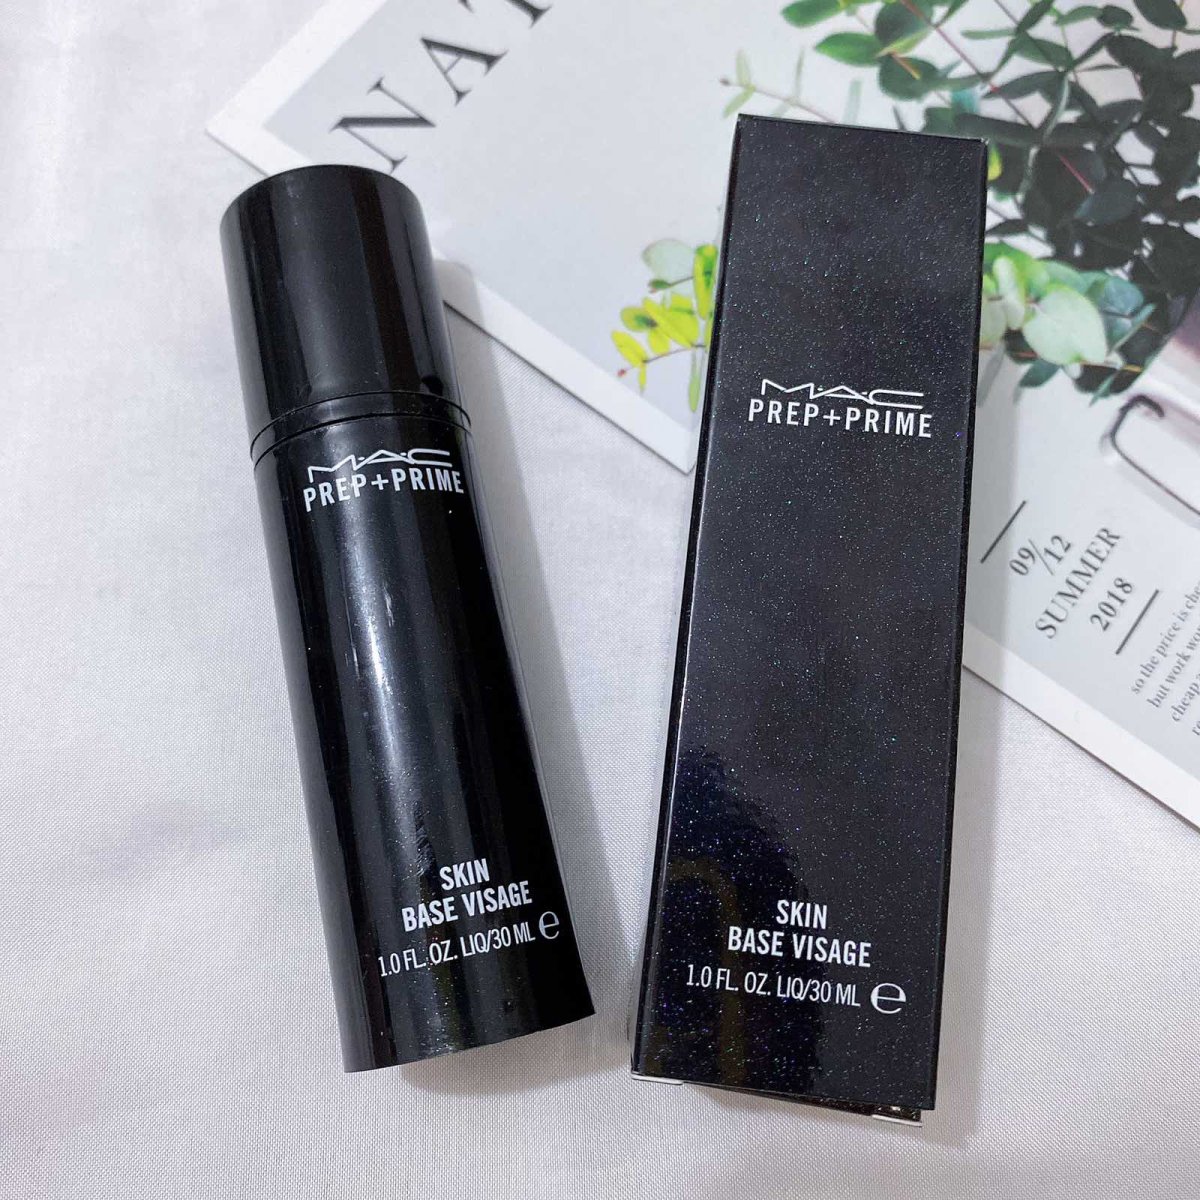 NAT
M·A·C
PREP+PRIME
SKIN
BASE VISAGE
1.0 FL. OZ. LIQ/30 ML e
M·A·C
PREP+PRIME
SKIN
BASE VISAGE
1.0 FL. OZ. LIQ/30 ML e
09/12
SUMMER
2018
so the price is
but work
cheap